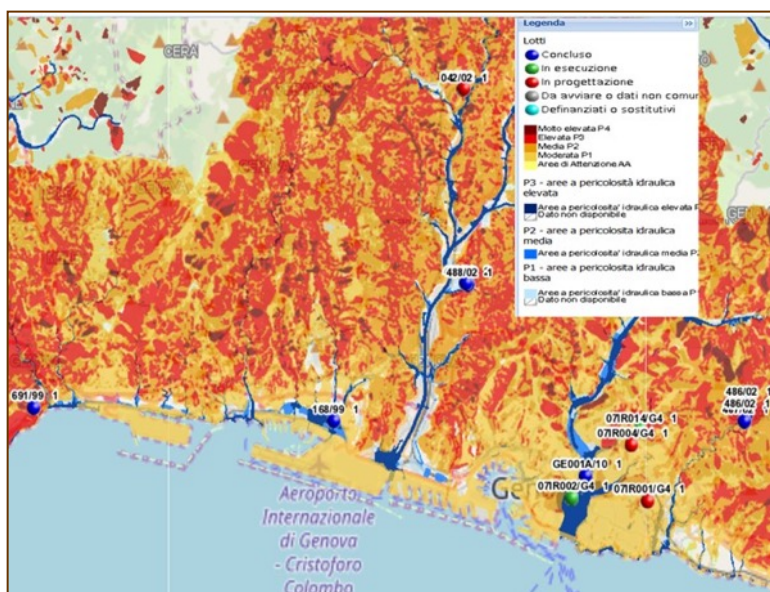 CERA
042/02 1
488/02 21
691/99 1
168/99 1
486/02 1
486/02 1
07IR014/G4 1
07IR004/G4 1
GE001A/10 1
07IR002/G4 1
07IR001/G4 1
Ge
Aeroporto
Internazionale
di Genova
- Cristoforo
Colombo
Legenda
Lotti
Concluso
In esecuzione
In progettazione
Da avviare o dati non comu
Definanziati o sostitutivi
Molto elevata P4
Elevata P3
Media P2
Moderata P1
Aree di Attenzione AA
P3 - aree a pericolosità idraulica
elevata
Aree a pericolosita' idraulica elevata P
Dato non disponibile
P2 - aree a pericolosità idraulica
media
Aree a pericolosita' idraulica media P2
P1 - aree a pericolosita idraulica
bassa
Aree a pericolosita' idraulica bassa P
Dato non disponibile